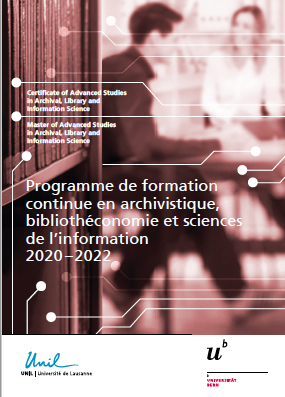 Certificate of Advanced Studies
in Archival, Library and
Information Science
Master of Advanced Studies
in Archival, Library and
Information Science
Programme de formation
continue en archivistique,
bibliothéconomie et sciences
de l'information
2020–2022
Unil
UNIL | Université de Lausanne
u b
b
UNIVERSITÄT
BERN